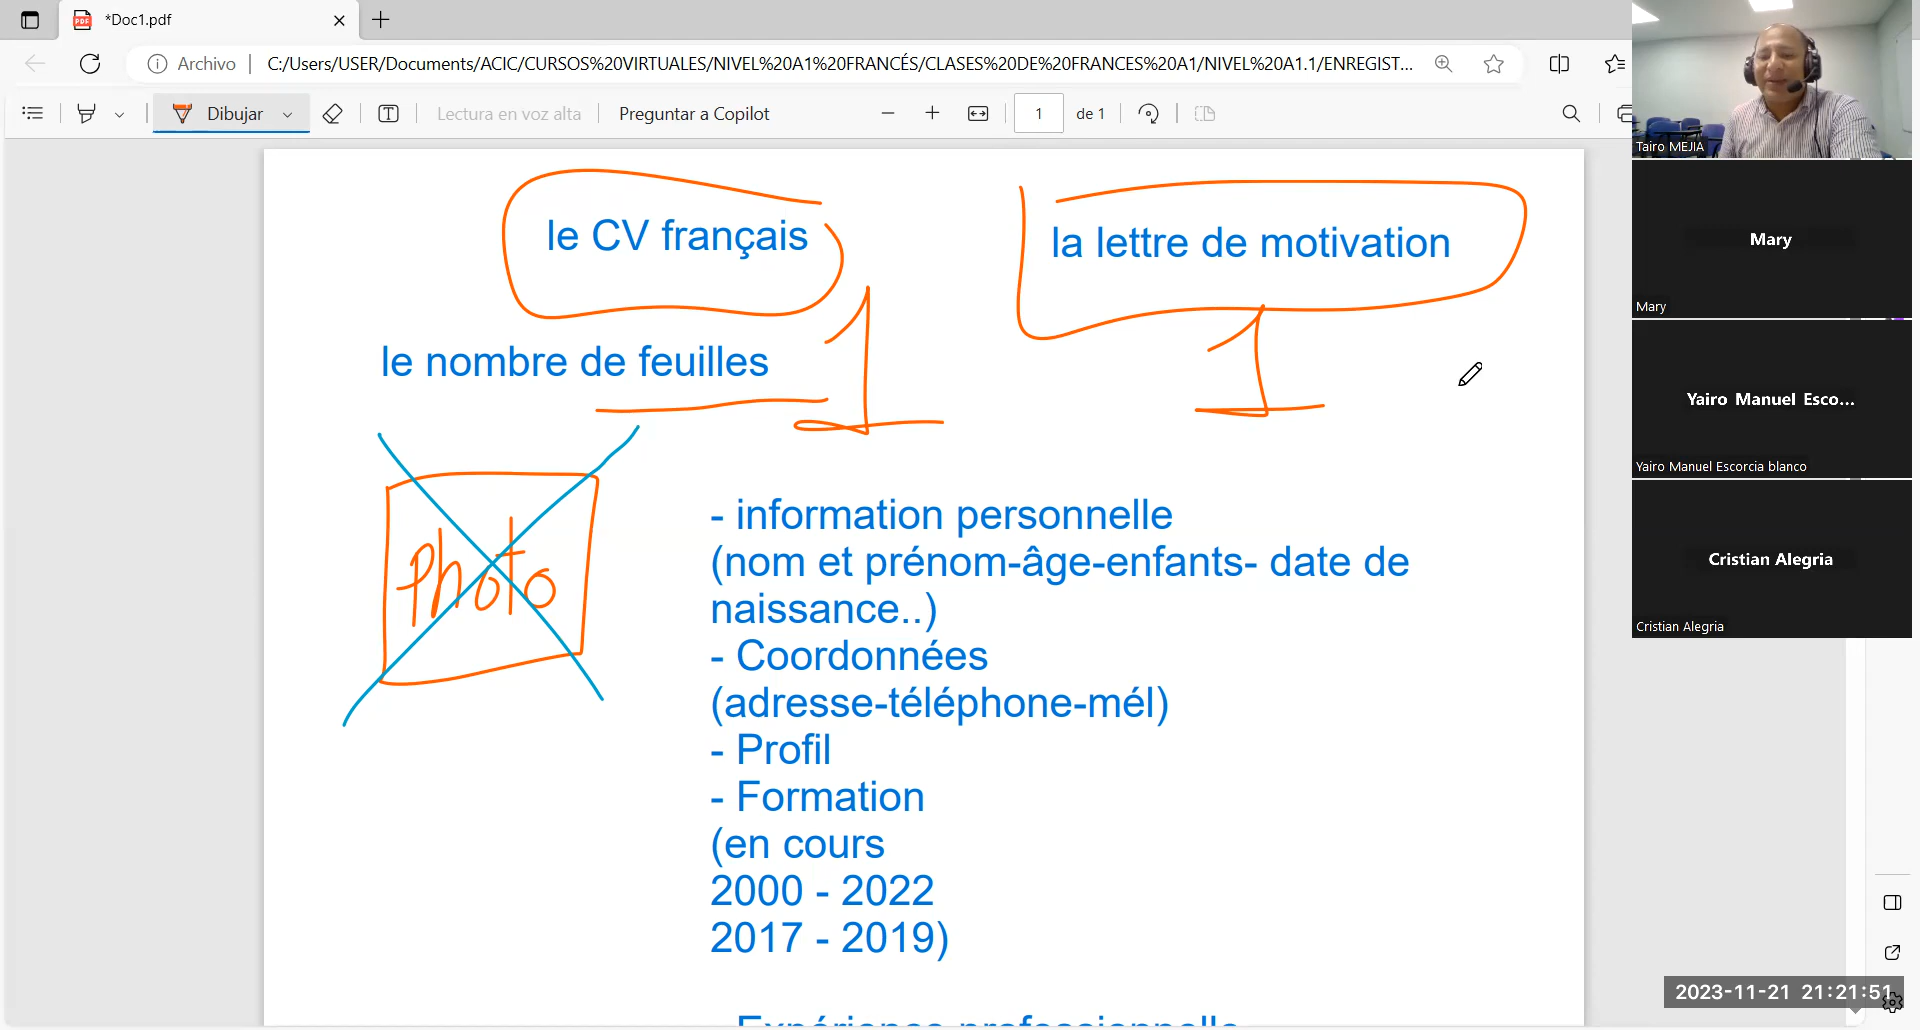 *Doc1.pdf
Archivo
C:/Users/USER/Documents/ACIC/CURSOS%20VIRTUALES/NIVEL%20A1%20FRANCÉS/CLASES%20DE%20FRANCES%20A1/NIVEL%20A1.1/ENREGIST...
Dibujar
Lectura en voz alta
Preguntar a Copilot
1
de 1
le CV français
la lettre de motivation
le nombre de feuilles
1
1
Photo
- information personnelle
(nom et prénom-âge-enfants- date de
naissance..)
- Coordonnées
(adresse-téléphone-mél)
- Profil
- Formation
(en cours
2000 - 2022
2017 - 2019)
Expérience professionnelle
Tairo MEJIA
Mary
Mary
Yairo Manuel Esco...
Yairo Manuel Escorcia blanco
Cristian Alegria
Cristian Alegria
2023-11-21 21:21:51